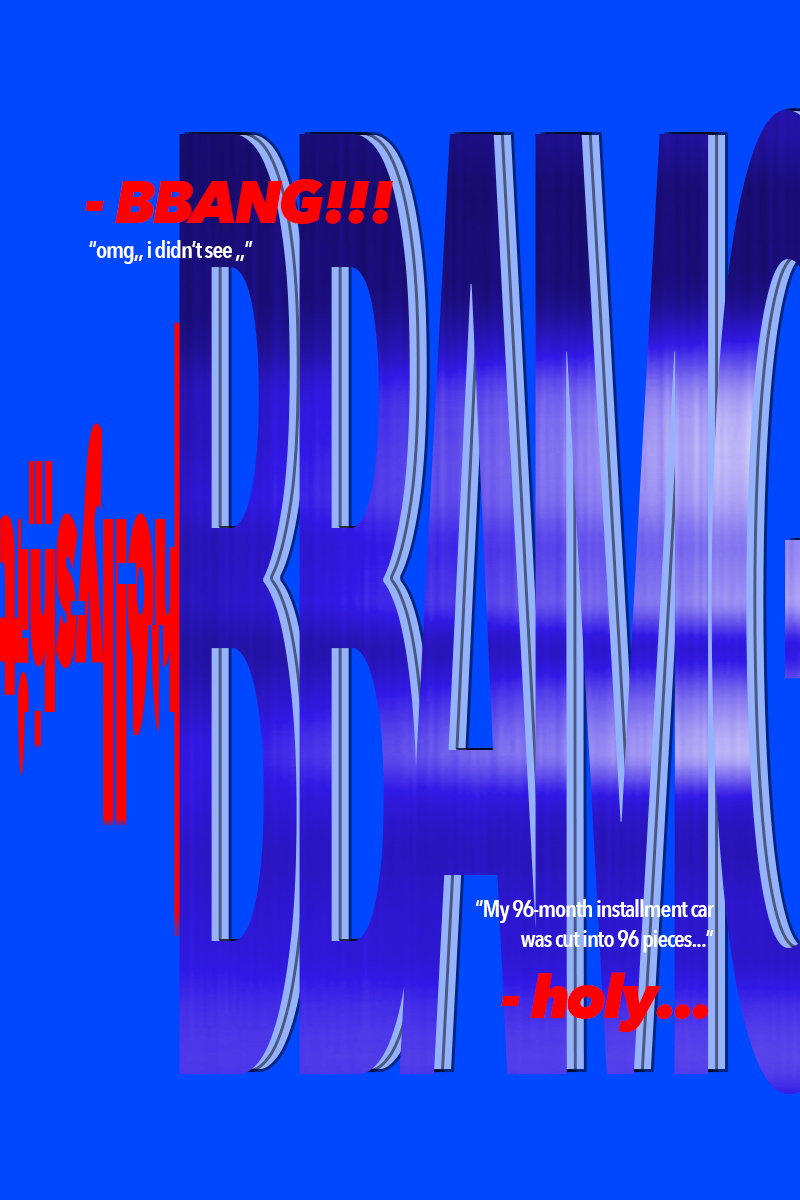 - BBANG!!!
“omg,, i didn’t see ,,”
BBANG
“My 96-month installment car
was cut into 96 pieces...”
- holy...